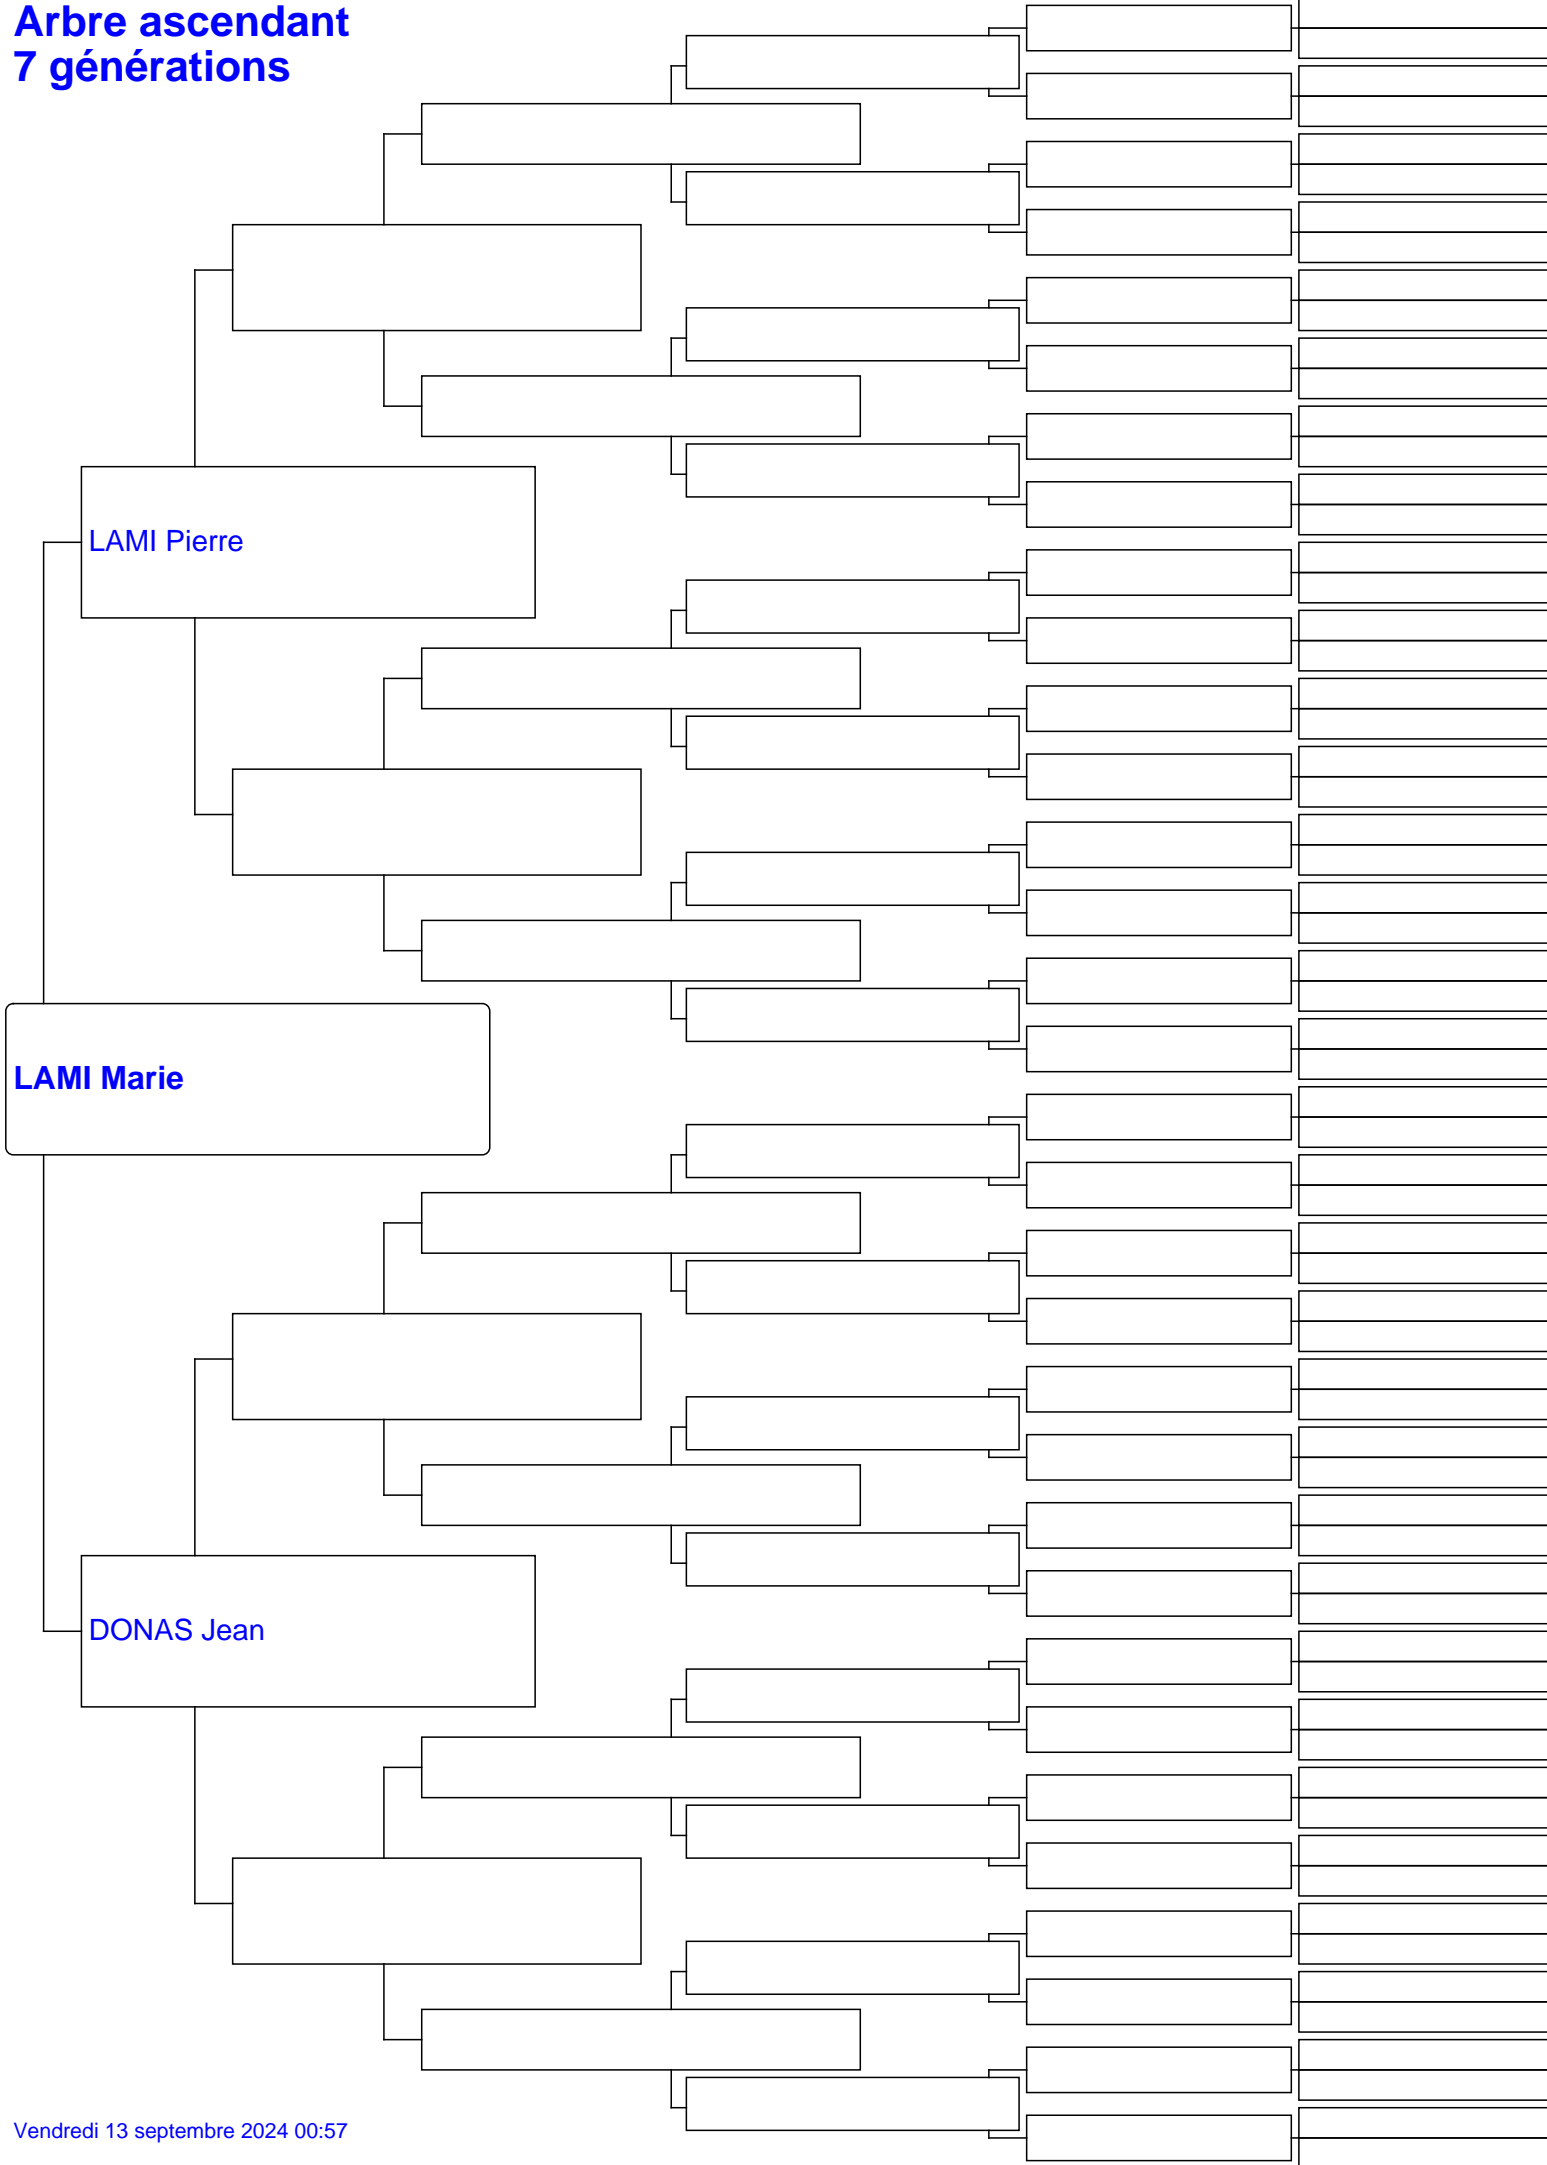 Arbre ascendant
7 générations
LAMI Pierre
LAMI Marie
DONAS Jean
Vendredi 13 septembre 2024 00:57